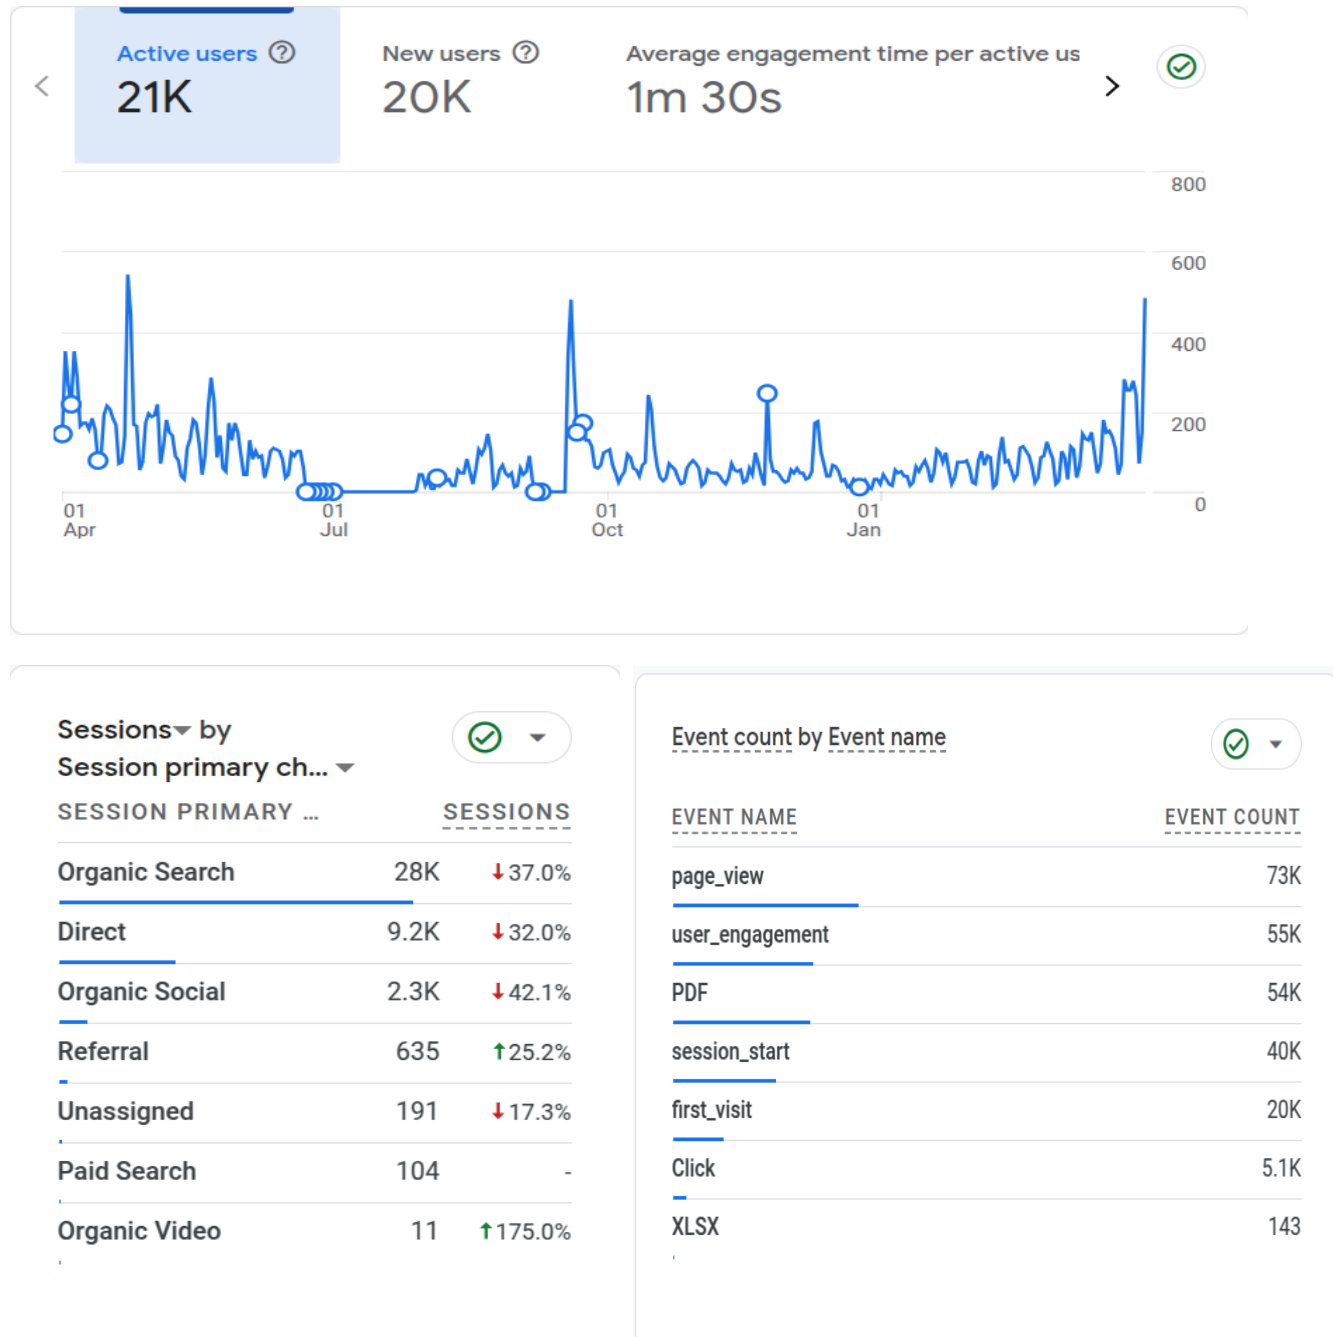 Active users
21K
New users
20K
Average engagement time per active us
1m 30s
800
600
400
200
0
01
Apr
01
Jul
01
Oct
01
Jan
Sessions by
Session primary ch...
SESSION PRIMARY ... SESSIONS
Organic Search 28K ↓37.0%
Direct 9.2K ↓32.0%
Organic Social 2.3K ↓42.1%
Referral 635 ↑25.2%
Unassigned 191 ↓17.3%
Paid Search 104 -
Organic Video 11 ↑175.0%
Event count by Event name
EVENT NAME EVENT COUNT
page_view 73K
user_engagement 55K
PDF 54K
session_start 40K
first_visit 20K
Click 5.1K
XLSX 143